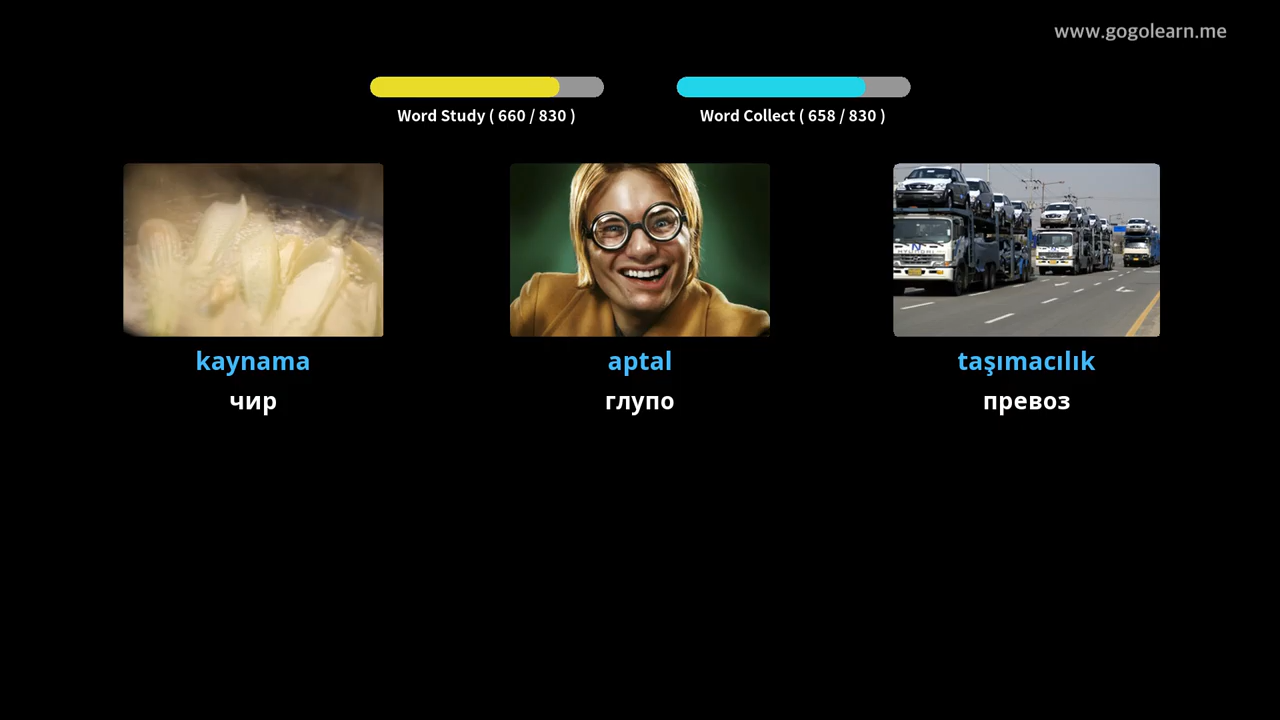 www.gogolearn.me
Word Study ( 660 / 830 )
Word Collect ( 658 / 830 )
kaynama
aptal
taşımacılık
чир
глупо
превоз